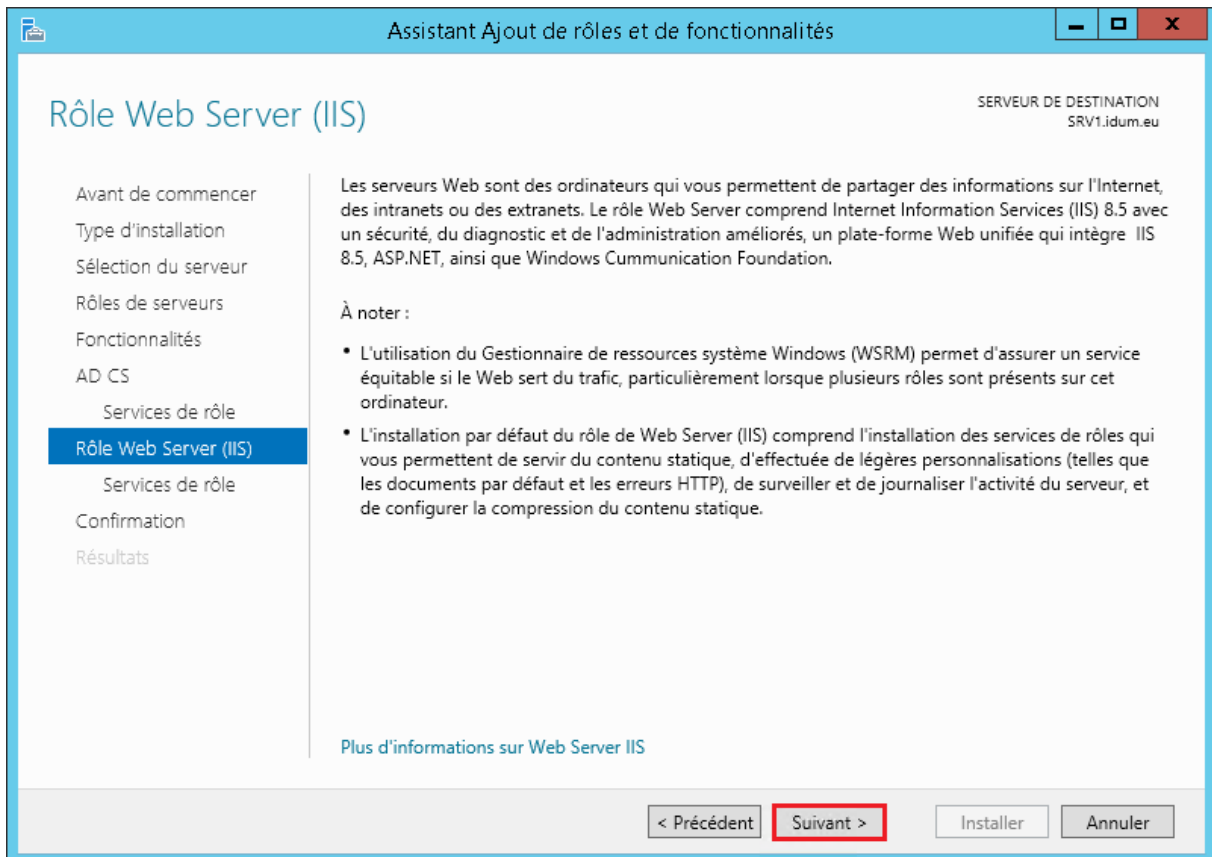 Assistant Ajout de rôles et de fonctionnalités
Rôle Web Server (IIS)
SERVEUR DE DESTINATION
SRV1.idum.eu
Avant de commencer
Type d'installation
Sélection du serveur
Rôles de serveurs
Fonctionnalités
AD CS
Services de rôle
Rôle Web Server (IIS)
Services de rôle
Confirmation
Résultats
Les serveurs Web sont des ordinateurs qui vous permettent de partager des informations sur l'Internet,
des intranets ou des extranets. Le rôle Web Server comprend Internet Information Services (IIS) 8.5 avec
un sécurité, du diagnostic et de l'administration améliorés, un plate-forme Web unifiée qui intègre IIS
8.5, ASP.NET, ainsi que Windows Cummunication Foundation.
À noter :
• L'utilisation du Gestionnaire de ressources système Windows (WSRM) permet d'assurer un service
équitable si le Web sert du trafic, particulièrement lorsque plusieurs rôles sont présents sur cet
ordinateur.
• L'installation par défaut du rôle de Web Server (IIS) comprend l'installation des services de rôles qui
vous permettent de servir du contenu statique, d'effectuée de légères personnalisations (telles que
les documents par défaut et les erreurs HTTP), de surveiller et de journaliser l'activité du serveur, et
de configurer la compression du contenu statique.
Plus d'informations sur Web Server IIS
< Précédent
Suivant >
Installer
Annuler